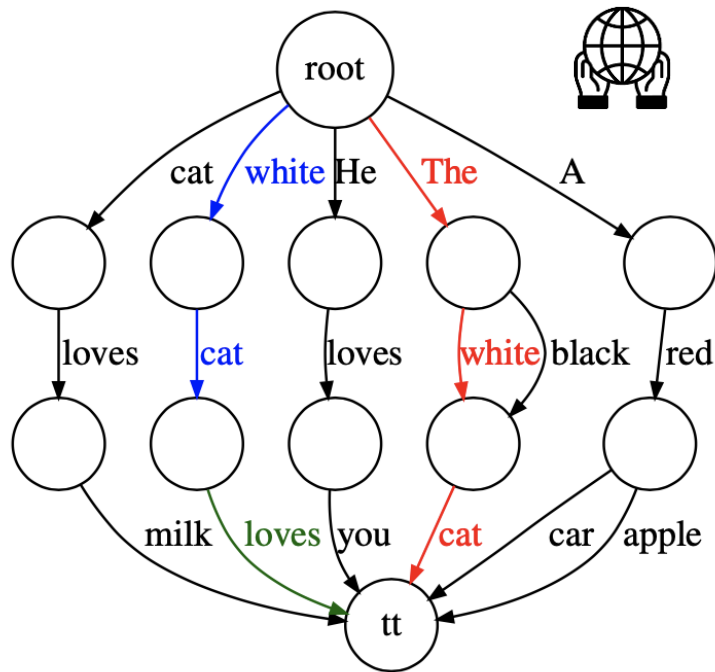 root
cat white He The A
loves cat loves white black red
milk loves you cat car apple
tt